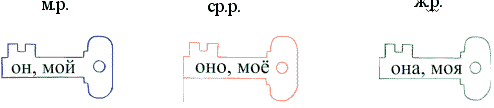 м.р. ср.р. ж.р.
он, мой оно, моё она, моя